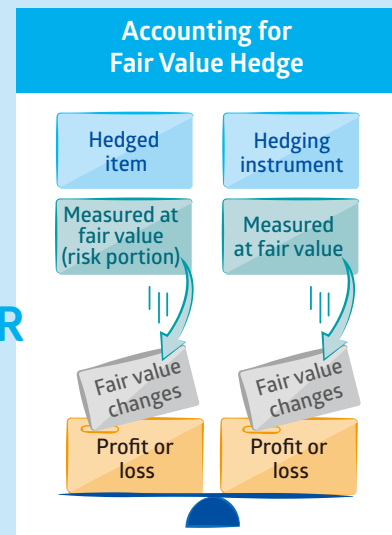 Accounting for
Fair Value Hedge
Hedged
item
Hedging
instrument
Measured at
fair value
(risk portion)
Measured
at fair value
R
Fair value
changes
Fair value
changes
Profit or
loss
Profit or
loss